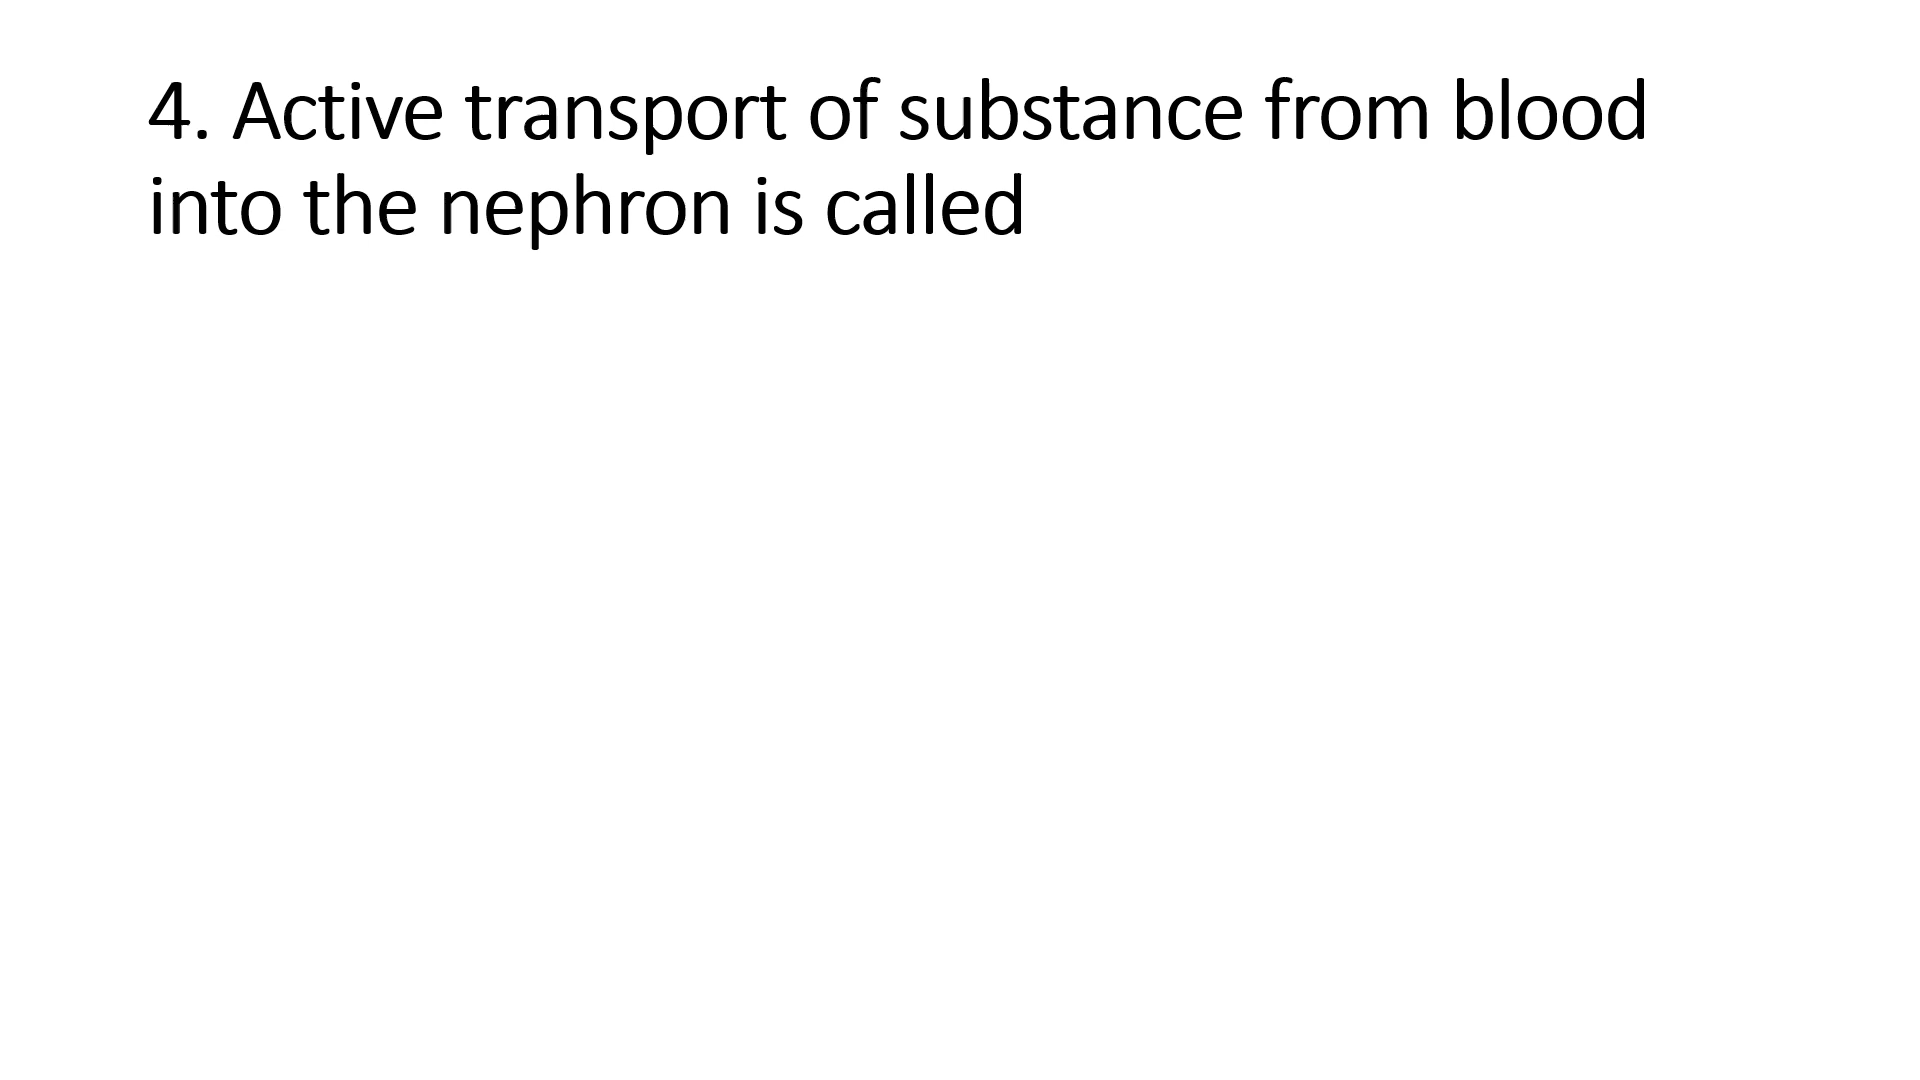 4. Active transport of substance from blood
into the nephron is called